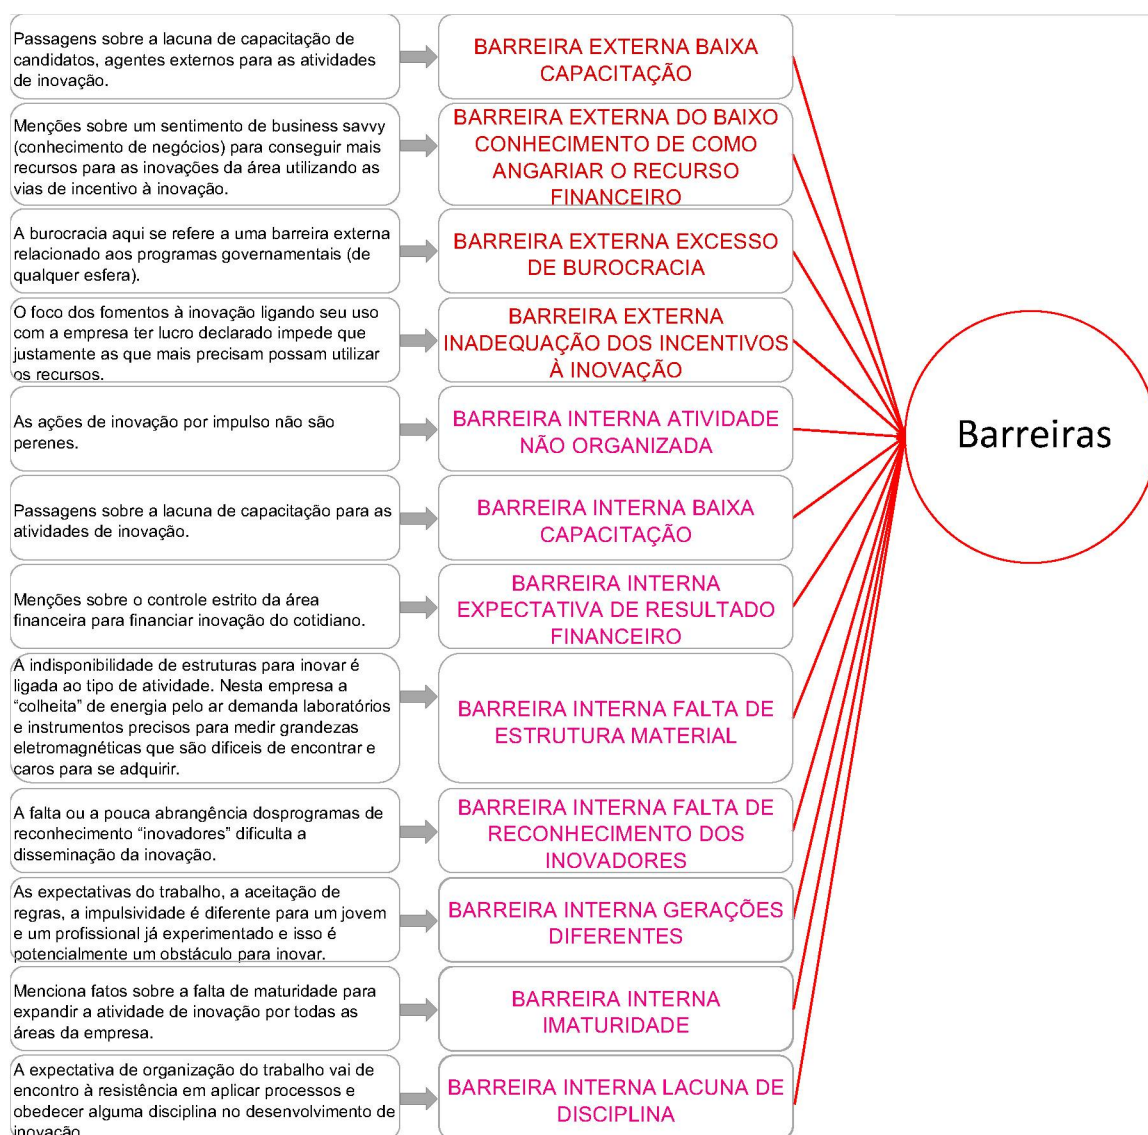 Passagens sobre a lacuna de capacitação de
candidatos, agentes externos para as atividades
de inovação.
BARREIRA EXTERNA BAIXA
CAPACITAÇÃO
Menções sobre um sentimento de business savvy
(conhecimento de negócios) para conseguir mais
recursos para as inovações da área utilizando as
vias de incentivo à inovação.
BARREIRA EXTERNA DO BAIXO
CONHECIMENTO DE COMO
ANGARIAR O RECURSO
FINANCEIRO
A burocracia aqui se refere a uma barreira externa
relacionado aos programas governamentais (de
qualquer esfera).
BARREIRA EXTERNA EXCESSO
DE BUROCRACIA
O foco dos fomentos à inovação ligando seu uso
com a empresa ter lucro declarado impede que
justamente as que mais precisam possam utilizar
os recursos.
BARREIRA EXTERNA
INADEQUAÇÃO DOS INCENTIVOS
À INOVAÇÃO
As ações de inovação por impulso não são
perenes.
BARREIRA INTERNA ATIVIDADE
NÃO ORGANIZADA
Passagens sobre a lacuna de capacitação para as
atividades de inovação.
BARREIRA INTERNA BAIXA
CAPACITAÇÃO
Menções sobre o controle estrito da área
financeira para financiar inovação do cotidiano.
BARREIRA INTERNA
EXPECTATIVA DE RESULTADO
FINANCEIRO
A indisponibilidade de estruturas para inovar é
ligada ao tipo de atividade. Nesta empresa a
“colheita” de energia pelo ar demanda laboratórios
e instrumentos precisos para medir grandezas
eletromagnéticas que são dificeis de encontrar e
caros para se adquirir.
BARREIRA INTERNA FALTA DE
ESTRUTURA MATERIAL
A falta ou a pouca abrangência dosprogramas de
reconhecimento “inovadores” dificulta a
disseminação da inovação.
BARREIRA INTERNA FALTA DE
RECONHECIMENTO DOS
INOVADORES
As expectativas do trabalho, a aceitação de
regras, a impulsividade é diferente para um jovem
e um profissional já experimentado e isso é
potencialmente um obstáculo para inovar.
BARREIRA INTERNA GERAÇÕES
DIFERENTES
Menciona fatos sobre a falta de maturidade para
expandir a atividade de inovação por todas as
áreas da empresa.
BARREIRA INTERNA
IMATURIDADE
A expectativa de organização do trabalho vai de
encontro à resistência em aplicar processos e
obedecer alguma disciplina no desenvolvimento de
inovação.
BARREIRA INTERNA LACUNA DE
DISCIPLINA
Barreiras